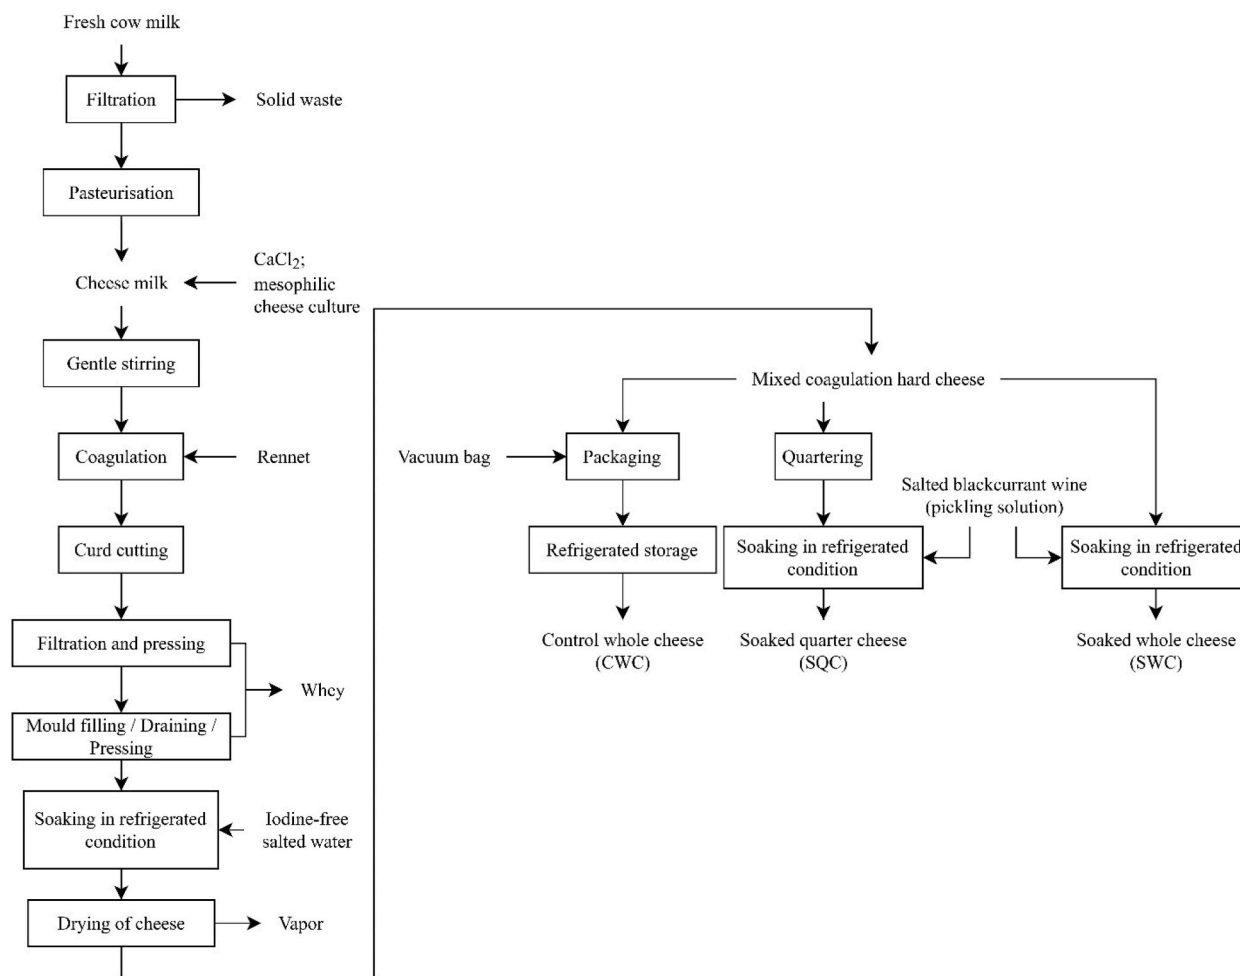 Fresh cow milk
Filtration
Solid waste
Pasteurisation
CaCl₂;
mesophilic
cheese culture
Cheese milk
Gentle stirring
Coagulation
Rennet
Curd cutting
Filtration and pressing
Whey
Mould filling / Draining /
Pressing
Soaking in refrigerated
condition
Iodine-free
salted water
Drying of cheese
Vapor
Mixed coagulation hard cheese
Vacuum bag
Packaging
Quartering
Salted blackcurrant wine
(pickling solution)
Refrigerated storage
Soaking in refrigerated
condition
Soaking in refrigerated
condition
Control whole cheese
(CWC)
Soaked quarter cheese
(SQC)
Soaked whole cheese
(SWC)